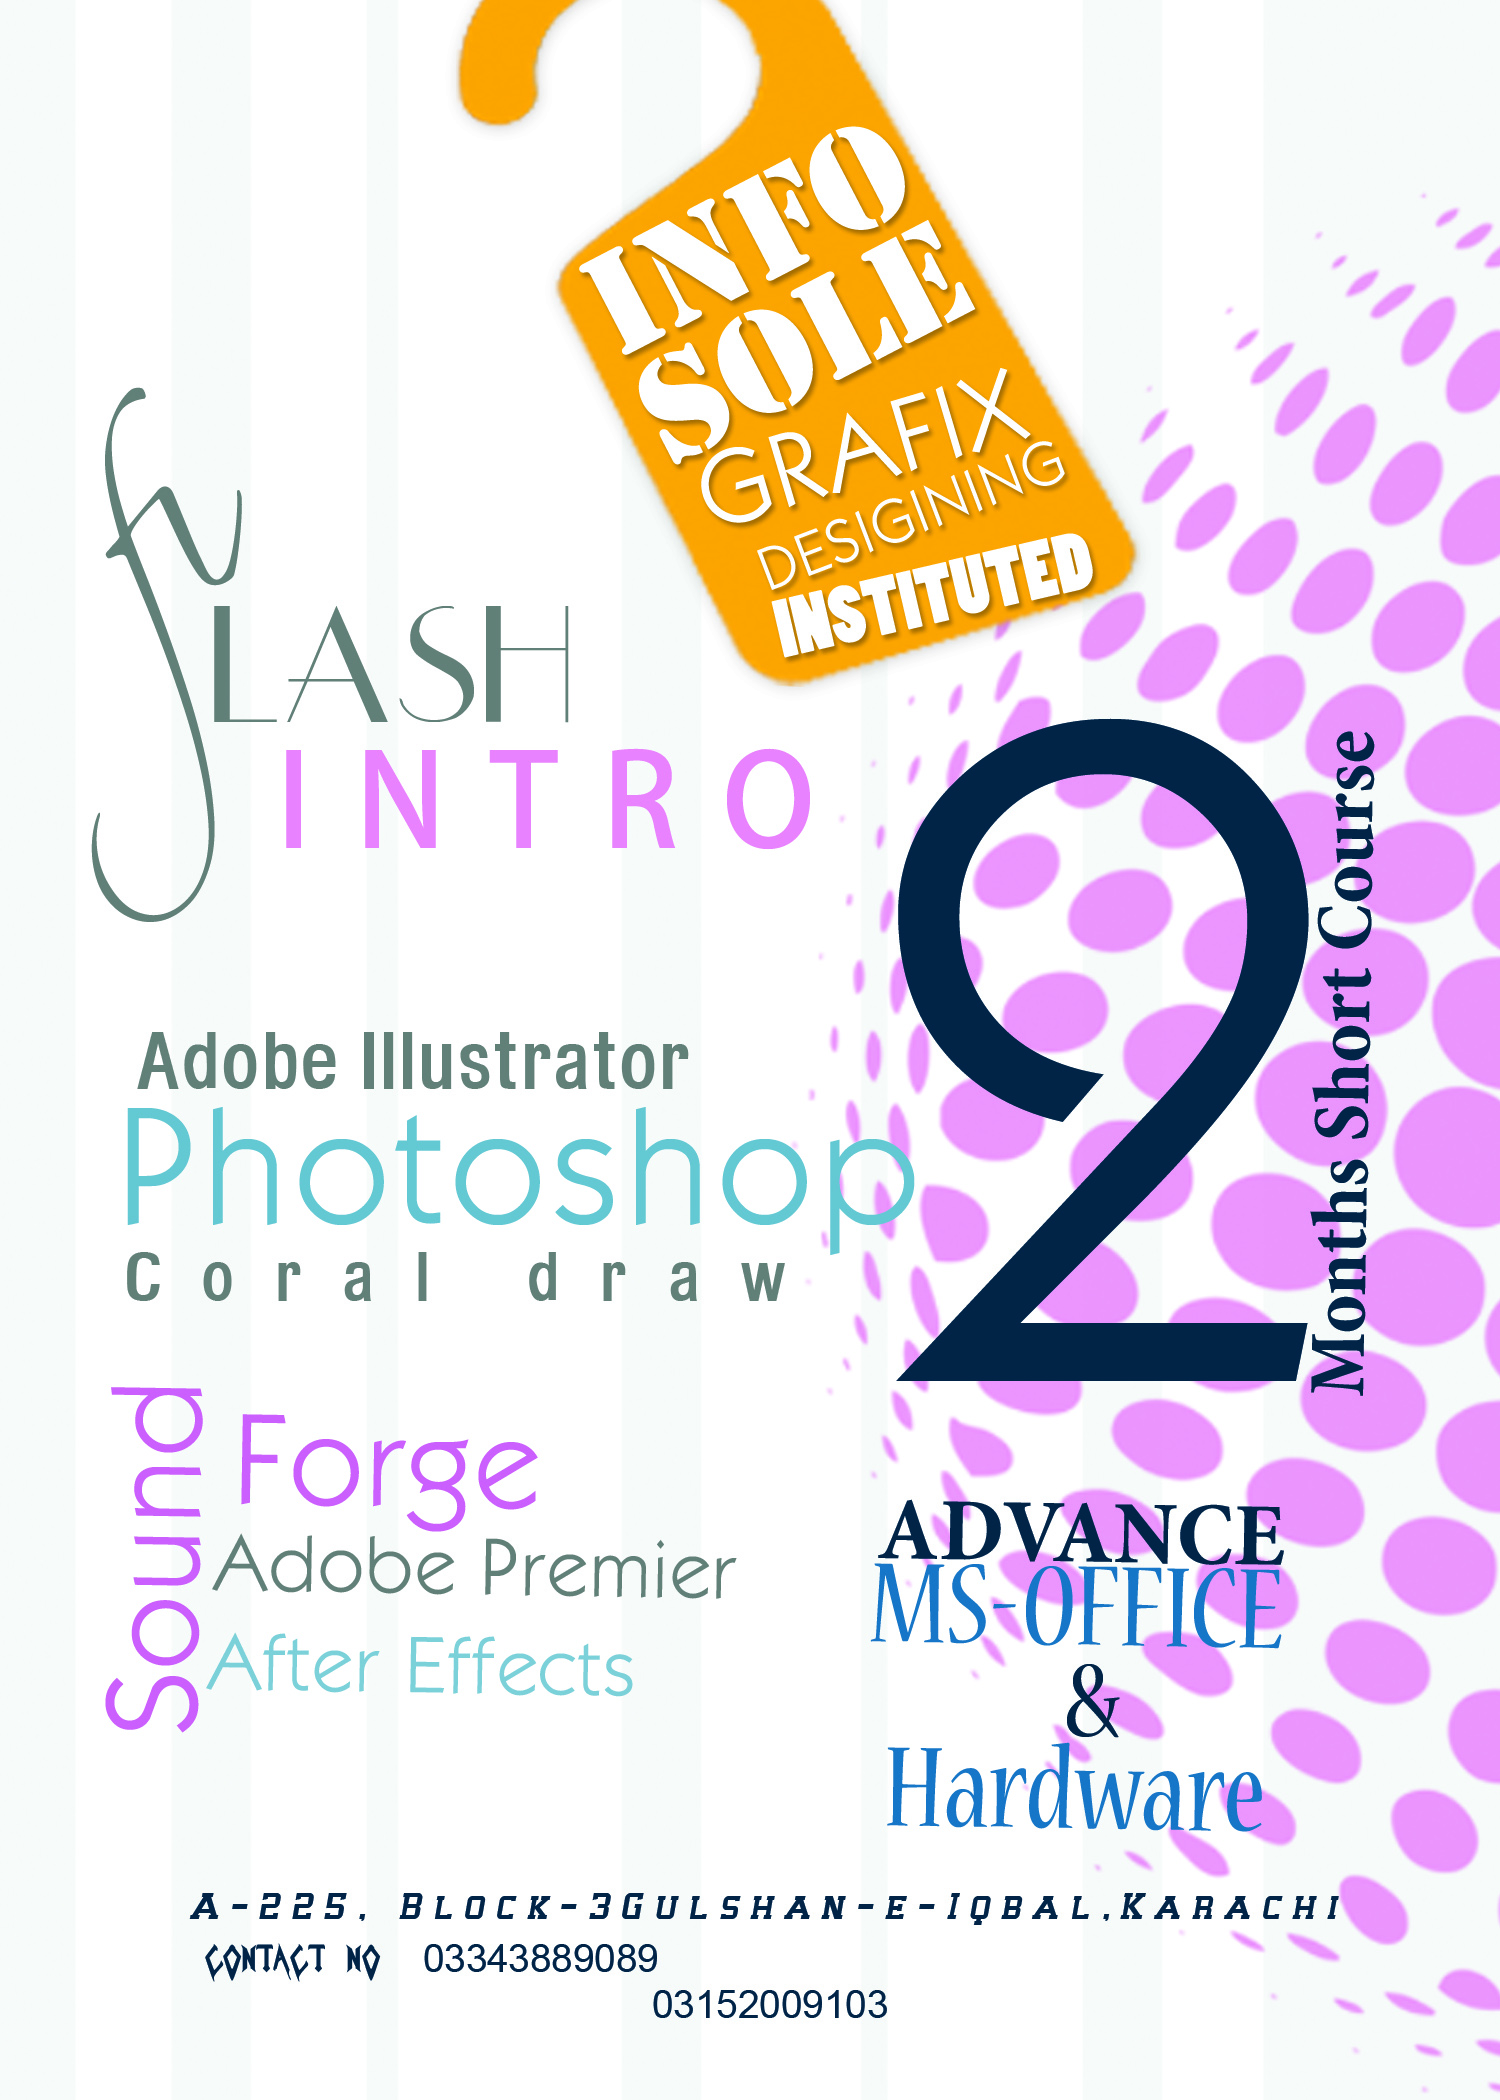 INFO
SOLE
GRAFIX
DESIGINING
INSTITUTED
fLASH
INTRO
2
Months Short Course
Adobe Illlustrator
Photoshop
Coral draw
Sound
Forge
Adobe Premier
After Effects
ADVANCE
MS-OFFICE
&
Hardware
A-225, Block-3Gulshan-e-Iqbal,Karachi
CONTACT NO 03343889089
03152009103